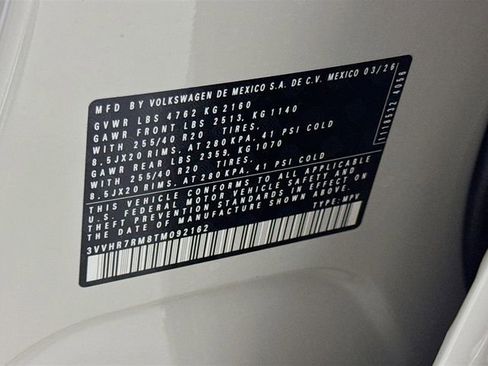 MFD BY VOLKSWAGEN DE MEXICO S.A. DE C.V. MEXICO 03/26
GVWR LBS 4762 KG 2160
GAWR FRONT LBS 2513, KG 1140
WITH 255/40 R20 TIRES.
8.5JX20 RIMS. AT 280 KPA, 41 PSI COLD
GAWR REAR LBS 2359, KG 1070
WITH 255/40 R20 TIRES.
8.5JX20 RIMS. AT 280 KPA, 41 PSI COLD
THIS VEHICLE CONFORMS TO ALL APPLICABLE
U.S. FEDERAL MOTOR VEHICLE SAFETY AND
THEFT PREVENTION STANDARDS IN EFFECT ON
THE DATE OF MANUFACTURE SHOWN ABOVE.
3VVHR7RM8TM092162 TYPE: MPV